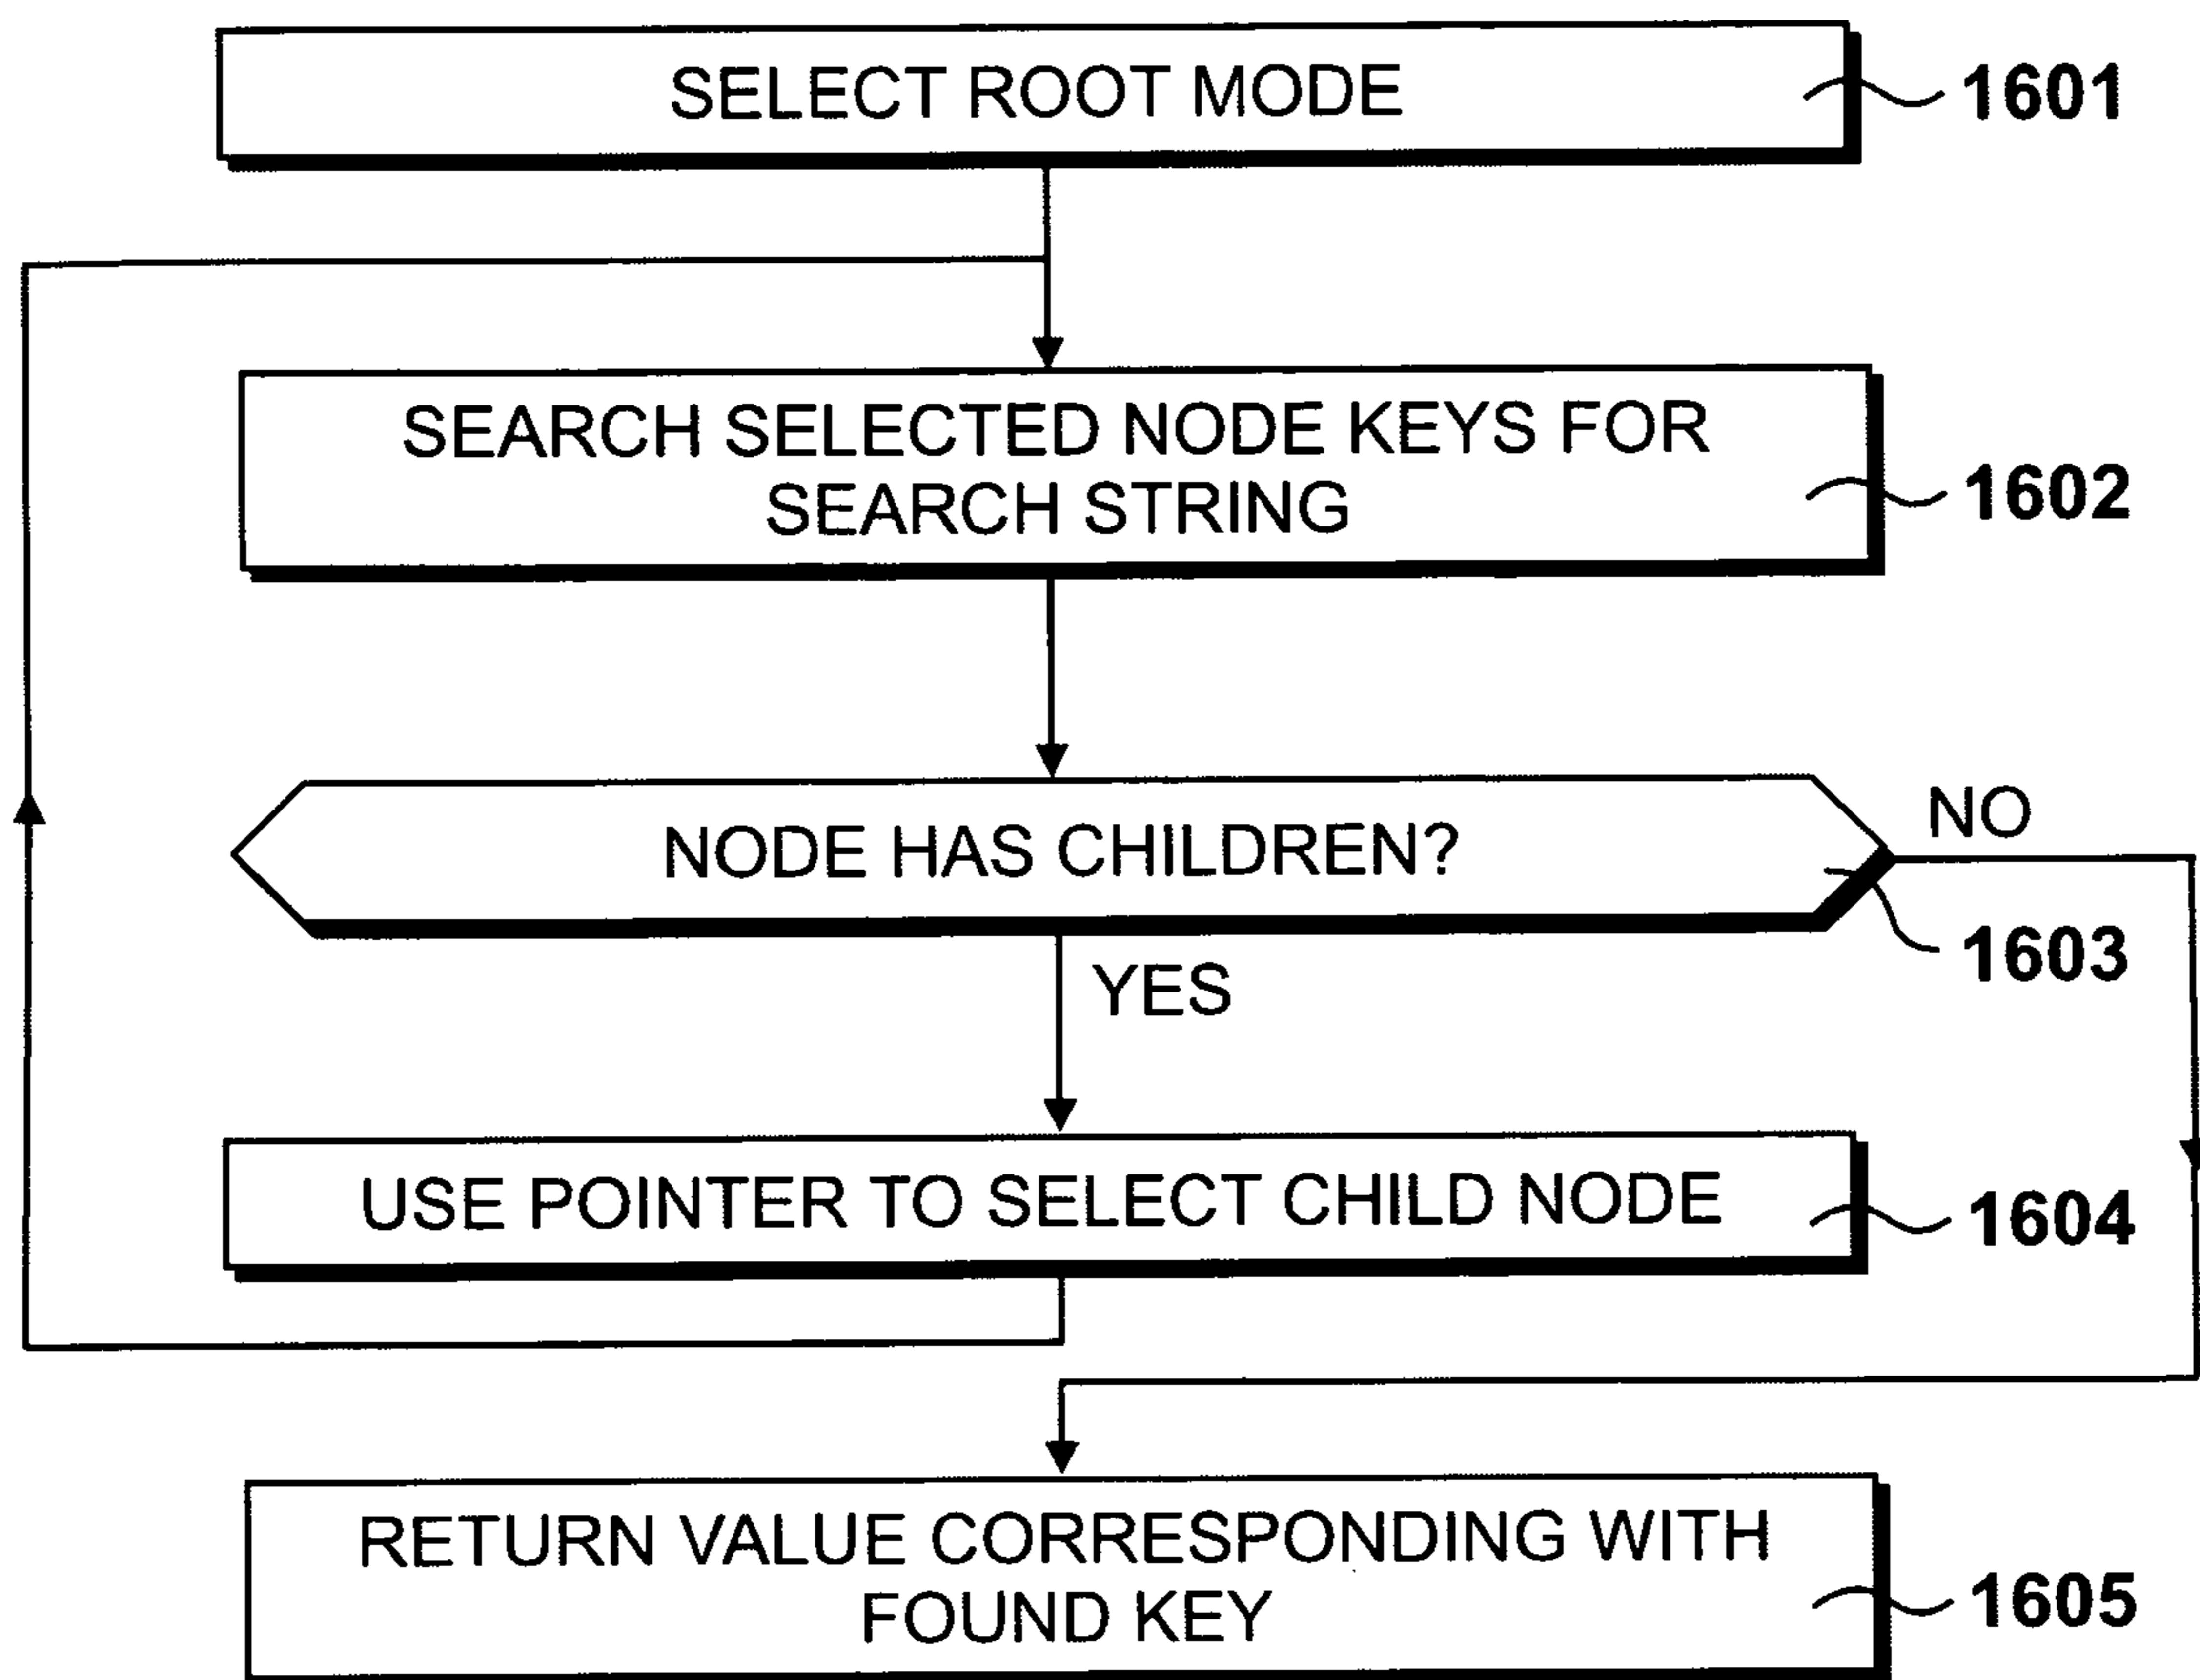 SELECT ROOT MODE
1601
SEARCH SELECTED NODE KEYS FOR
SEARCH STRING
1602
NODE HAS CHILDREN?
NO
1603
YES
USE POINTER TO SELECT CHILD NODE
1604
RETURN VALUE CORRESPONDING WITH
FOUND KEY
1605